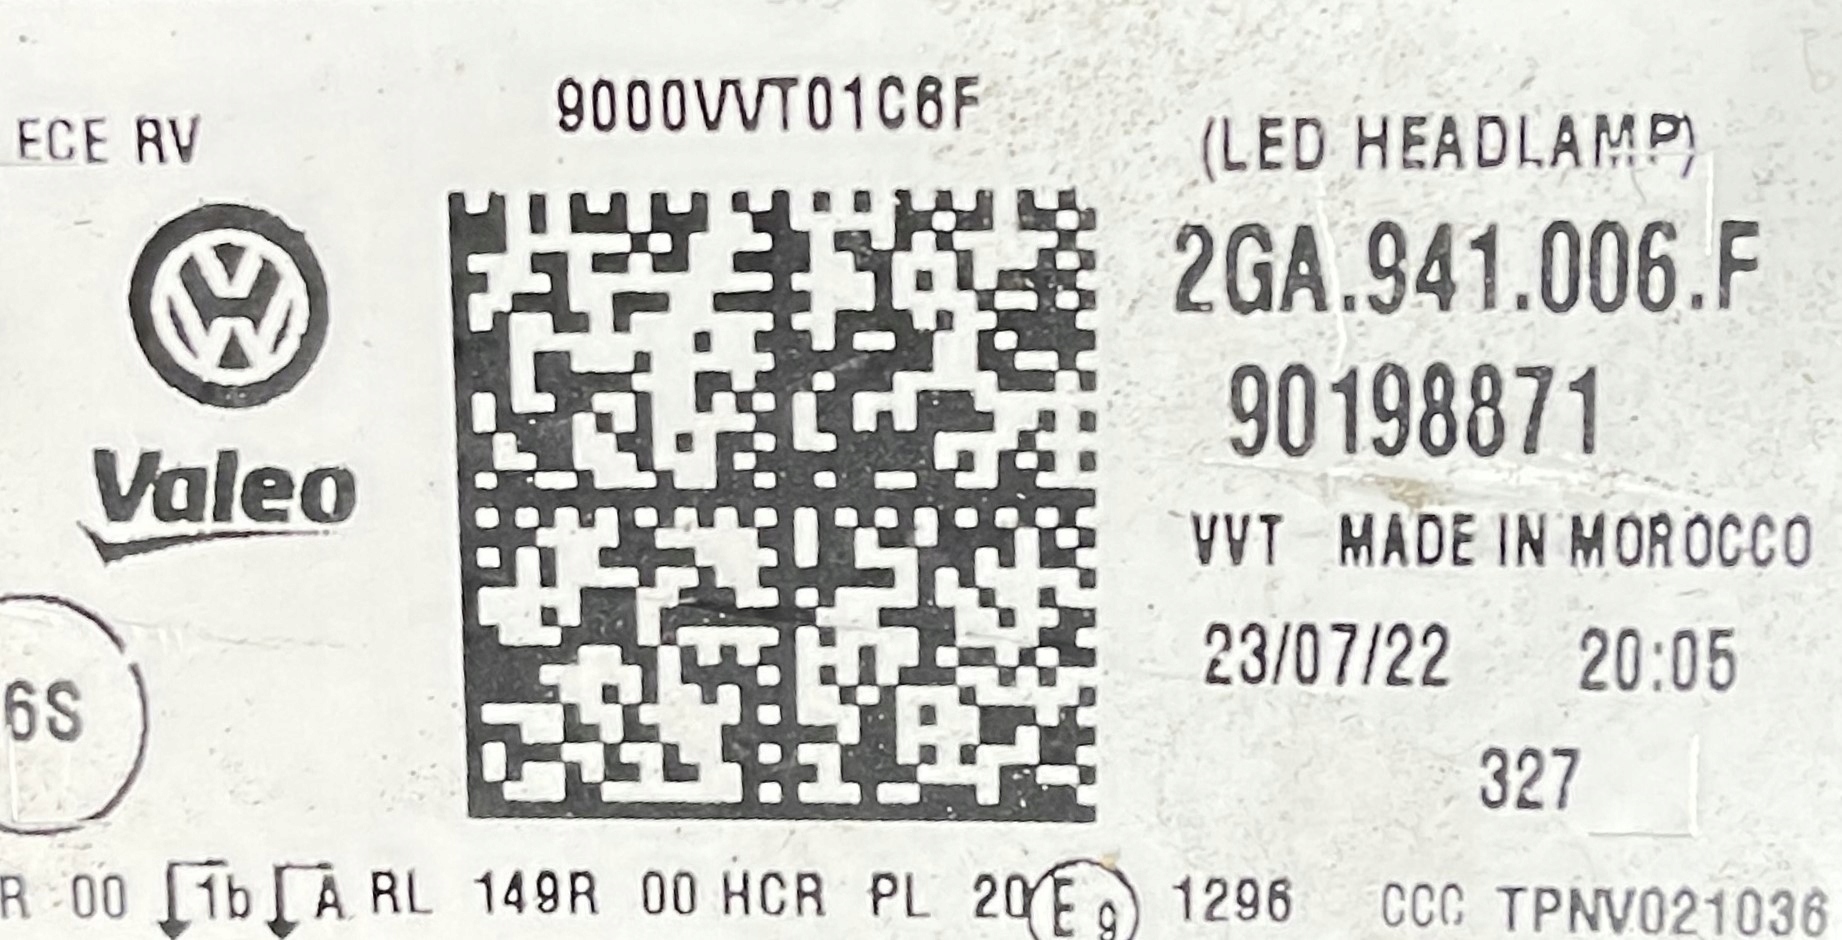 9000VVT01C6F
ECE RV
(LED HEADLAMP)
2GA.941.006.F
90198871
Valeo
VVT MADE IN MOROCCO
23/07/22 20:05
6S
327
R 00 1b A RL 149R 00 HCR PL 20 E9 1296 CCC TPNV021036